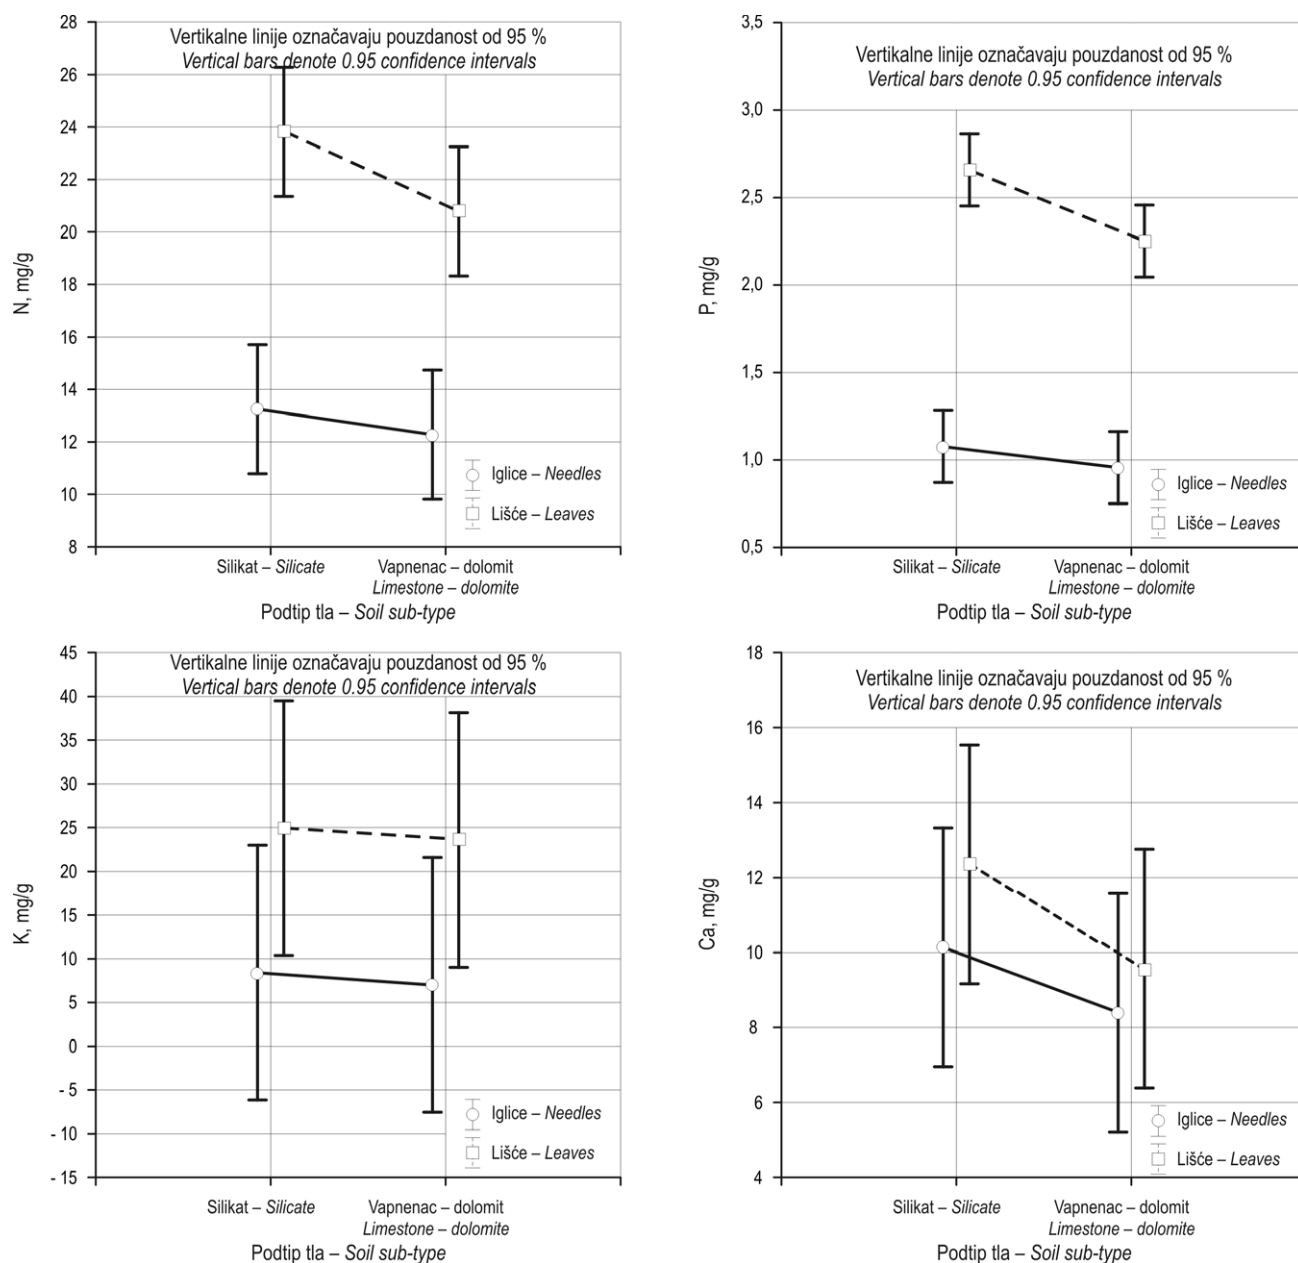 28
26
24
22
20
18
16
14
12
10
8
N, mg/g
Vertikalne linije označavaju pouzdanost od 95 %
Vertical bars denote 0.95 confidence intervals
Iglice – Needles
Lišće – Leaves
Silikat – Silicate
Vapnenac – dolomit
Limestone – dolomite
Podtip tla – Soil sub-type
3,5
3,0
2,5
2,0
1,5
1,0
0,5
P, mg/g
Vertikalne linije označavaju pouzdanost od 95 %
Vertical bars denote 0.95 confidence intervals
Iglice – Needles
Lišće – Leaves
Silikat – Silicate
Vapnenac – dolomit
Limestone – dolomite
Podtip tla – Soil sub-type
45
40
35
30
25
20
15
10
5
0
- 5
- 10
- 15
K, mg/g
Vertikalne linije označavaju pouzdanost od 95 %
Vertical bars denote 0.95 confidence intervals
Iglice – Needles
Lišće – Leaves
Silikat – Silicate
Vapnenac – dolomit
Limestone – dolomite
Podtip tla – Soil sub-type
18
16
14
12
10
8
6
4
Ca, mg/g
Vertikalne linije označavaju pouzdanost od 95 %
Vertical bars denote 0.95 confidence intervals
Iglice – Needles
Lišće – Leaves
Silikat – Silicate
Vapnenac – dolomit
Limestone – dolomite
Podtip tla – Soil sub-type